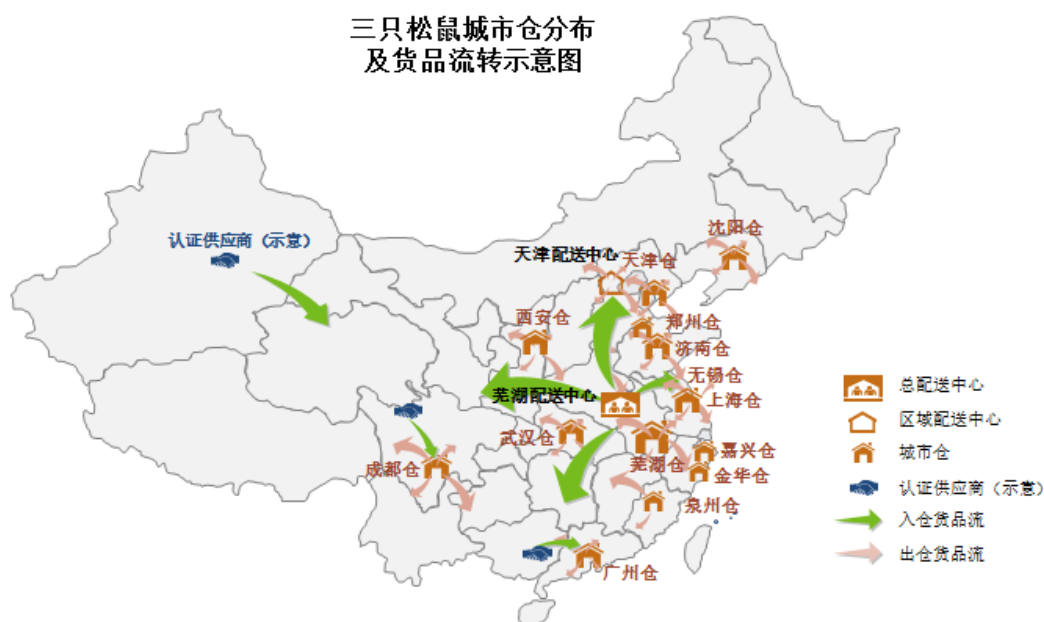 三只松鼠城市仓分布
及货品流转示意图
沈阳仓
认证供应商（示意）
天津配送中心
天津仓
西安仓
郑州仓
济南仓
无锡仓
芜湖配送中心
上海仓
武汉仓
芜湖仓
嘉兴仓
成都仓
金华仓
泉州仓
广州仓
总配送中心
区域配送中心
城市仓
认证供应商（示意）
入仓货品流
出仓货品流